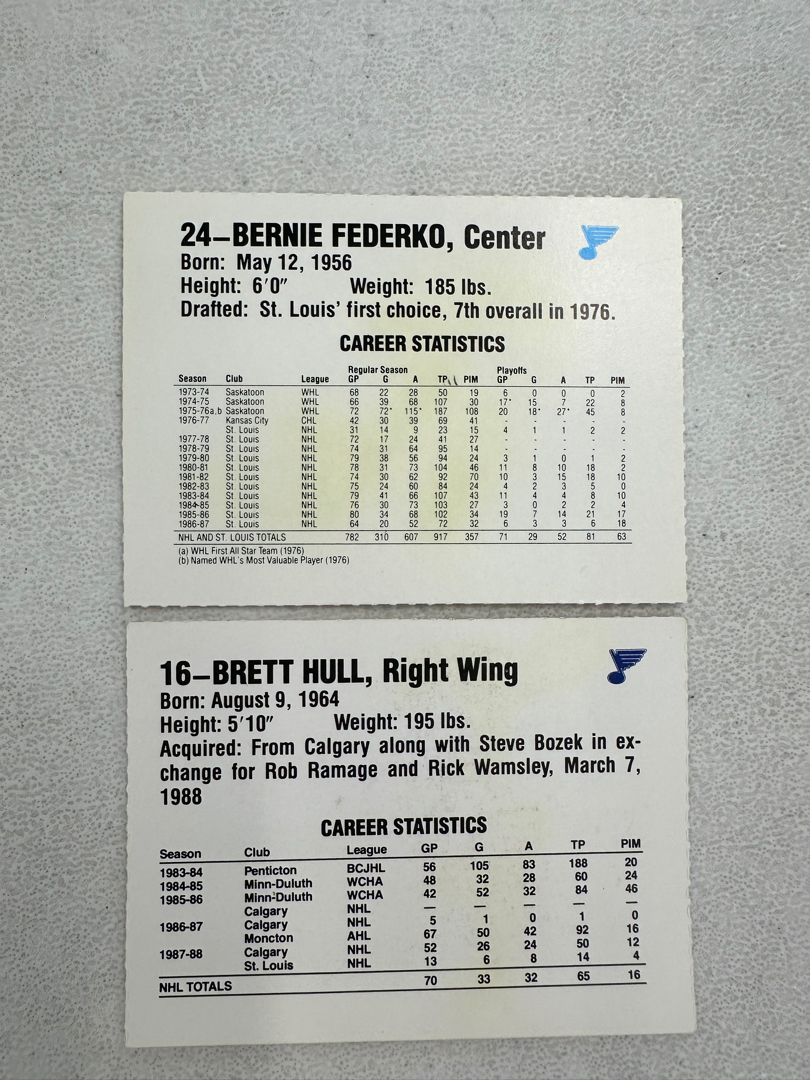 24–BERNIE FEDERKO, Center
Born: May 12, 1956
Height: 6'0" Weight: 185 lbs.
Drafted: St. Louis' first choice, 7th overall in 1976.
CAREER STATISTICS
Regular Season Playoffs
Season Club League GP G A TP PIM GP G A TP PIM
1973-74 Saskatoon WHL 68 22 28 50 19 6 0 0 0 2
1974-75 Saskatoon WHL 66 39 68 107 30 17* 15 7 22 8
1975-76a,b Saskatoon WHL 72 72* 115* 187 108 20 18* 27* 45 8
1976-77 Kansas City CHL 42 30 39 69 41 - - - - -
St. Louis NHL 31 14 9 23 15 4 1 1 2 2
1977-78 St. Louis NHL 72 17 24 41 27 - - - - -
1978-79 St. Louis NHL 74 31 64 95 14 - - - - -
1979-80 St. Louis NHL 79 38 56 94 24 3 1 0 1 2
1980-81 St. Louis NHL 78 31 73 104 46 11 8 10 18 2
1981-82 St. Louis NHL 74 30 62 92 70 10 3 15 18 10
1982-83 St. Louis NHL 75 24 60 84 24 4 2 3 5 0
1983-84 St. Louis NHL 79 41 66 107 43 11 4 4 8 10
1984-85 St. Louis NHL 76 30 73 103 27 3 0 2 2 4
1985-86 St. Louis NHL 80 34 68 102 34 19 7 14 21 17
1986-87 St. Louis NHL 64 20 52 72 32 6 3 3 6 18
NHL AND ST. LOUIS TOTALS 782 310 607 917 357 71 29 52 81 63
(a) WHL First All Star Team (1976)
(b) Named WHL's Most Valuable Player (1976)
16–BRETT HULL, Right Wing
Born: August 9, 1964
Height: 5'10" Weight: 195 lbs.
Acquired: From Calgary along with Steve Bozek in ex-
change for Rob Ramage and Rick Wamsley, March 7,
1988
CAREER STATISTICS
Season Club League GP G A TP PIM
1983-84 Penticton BCJHL 56 105 83 188 20
1984-85 Minn-Duluth WCHA 48 32 28 60 24
1985-86 Minn-Duluth WCHA 42 52 32 84 46
Calgary NHL — — — — —
1986-87 Calgary NHL 5 1 0 1 0
Moncton AHL 67 50 42 92 16
1987-88 Calgary NHL 52 26 24 50 12
St. Louis NHL 13 6 8 14 4
NHL TOTALS 70 33 32 65 16